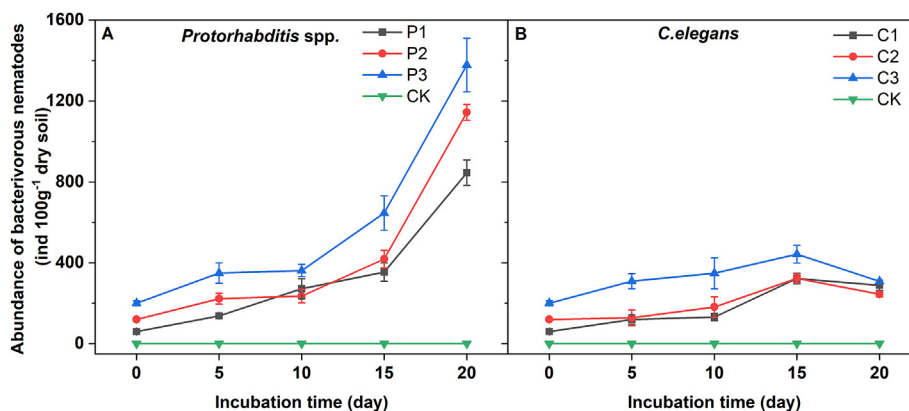 Abundance of bacterivorous nematodes
(ind 100g⁻¹ dry soil)
1600
1200
800
400
0
A
Protorhabditis spp.
P1
P2
P3
CK
0 5 10 15 20
Incubation time (day)
B
C.elegans
C1
C2
C3
CK
0 5 10 15 20
Incubation time (day)